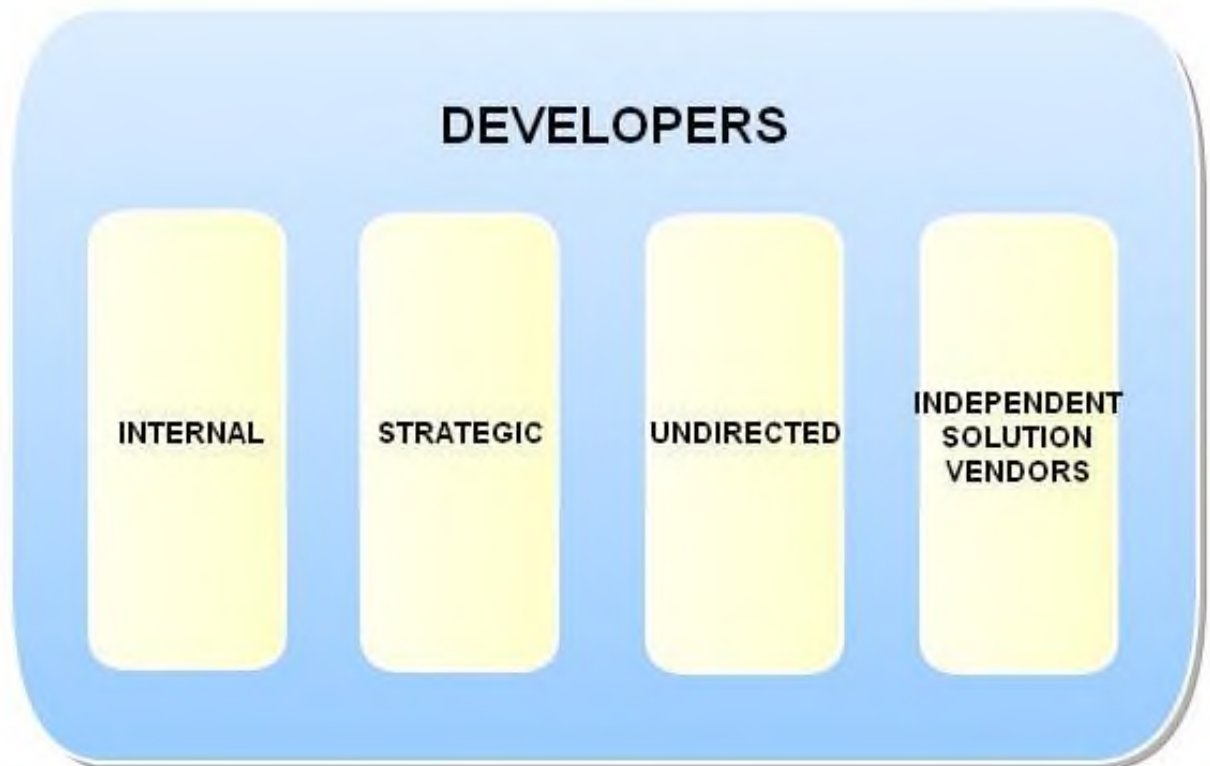 DEVELOPERS
INTERNAL
STRATEGIC
UNDIRECTED
INDEPENDENT
SOLUTION
VENDORS